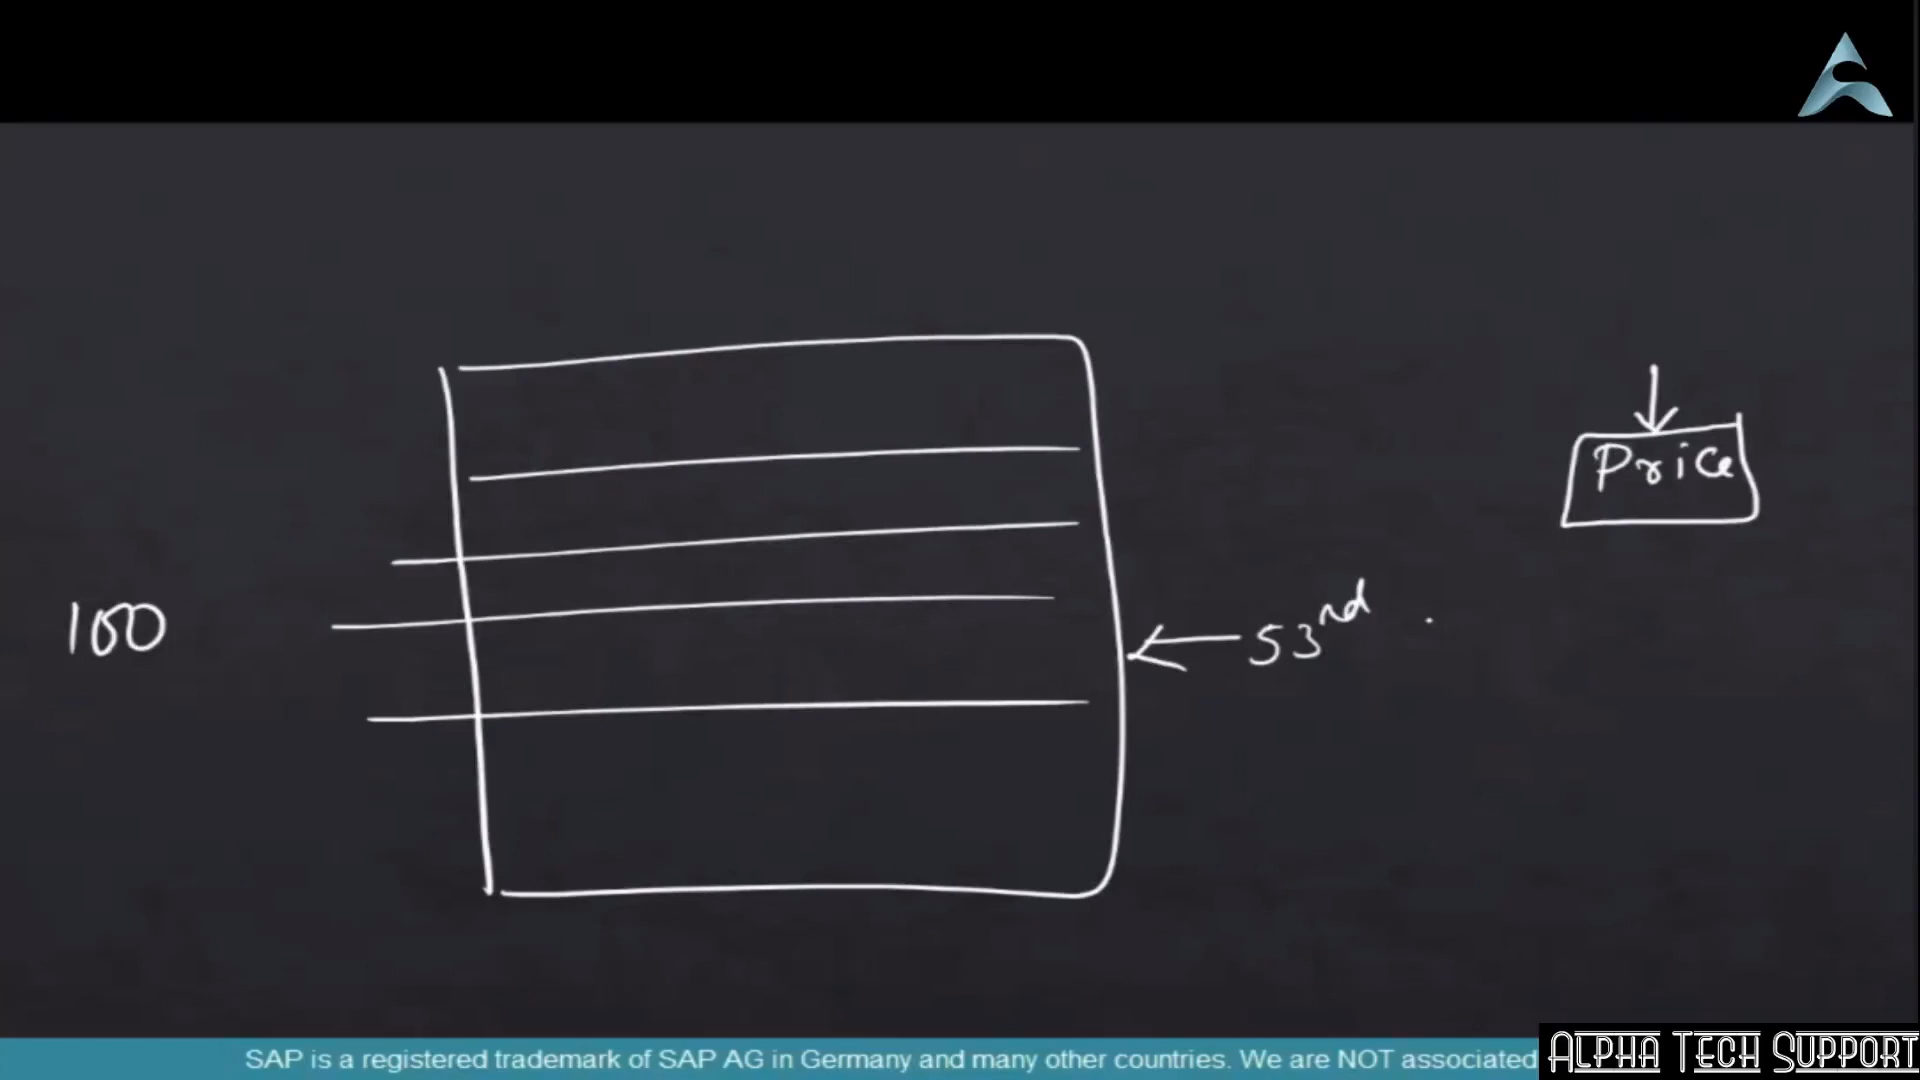 Price
100
53nd
SAP is a registered trademark of SAP AG in Germany and many other countries. We are NOT associated
ALPHA TECH SUPPORT